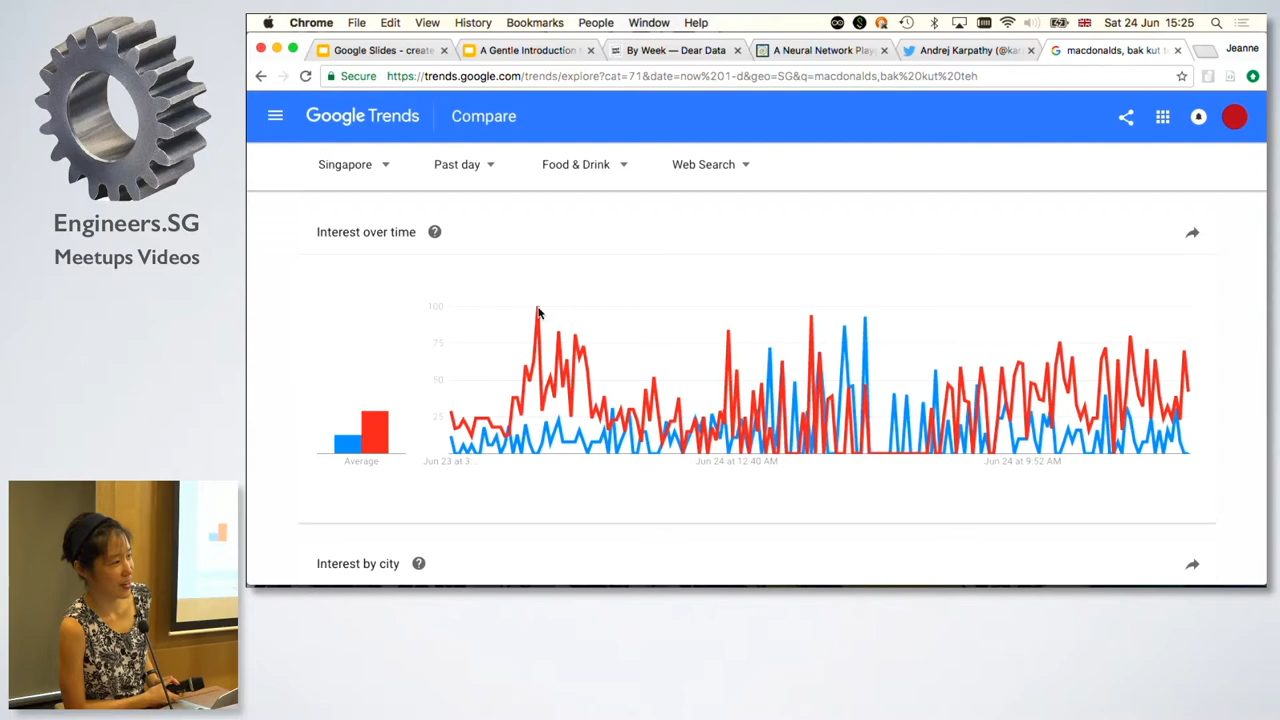 Engineers.SG
Meetups Videos
Chrome File Edit View History Bookmarks People Window Help
Sat 24 Jun 15:25
Google Slides - create
A Gentle Introduction
By Week — Dear Data
A Neural Network Play
Andrej Karpathy (@kar
macdonalds, bak kut t
Jeanne
Secure https://trends.google.com/trends/explore?cat=71&date=now%201-d&geo=SG&q=macdonalds,bak%20kut%20teh
Google Trends Compare
Singapore Past day Food & Drink Web Search
Interest over time ?
100
75
50
25
Average
Jun 23 at 3:...
Jun 24 at 12:40 AM
Jun 24 at 9:52 AM
Interest by city ?